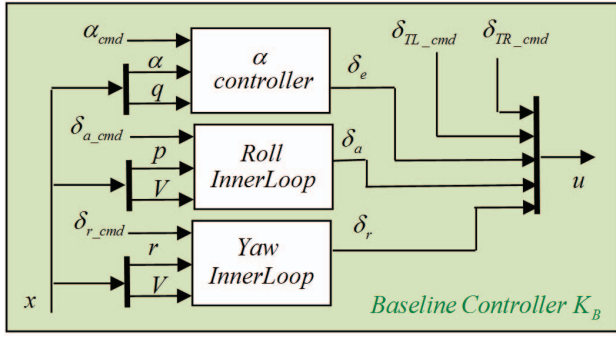 α_cmd
α
q
α controller
δ_e
δ_TL_cmd
δ_TR_cmd
δ_a_cmd
p
V
Roll InnerLoop
δ_a
u
δ_r_cmd
r
V
Yaw InnerLoop
δ_r
x
Baseline Controller K_B